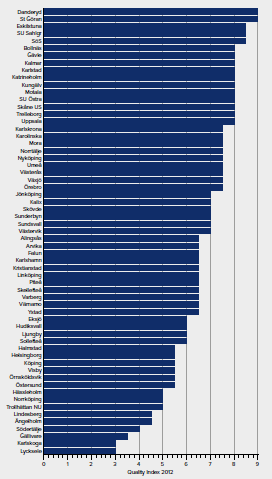 Danderyd
St Göran
Eskilstuna
SU Sahlgr
SöS
Bollnäs
Gävle
Kalmar
Karlstad
Katrineholm
Kungälv
Motala
SU Östra
Skåne US
Trelleborg
Uppsala
Karlskrona
Karolinska
Mora
Norrtälje
Nyköping
Umeå
Västerås
Växjö
Örebro
Jönköping
Kalix
Skövde
Sunderbyn
Sundsvall
Västervik
Alingsås
Arvika
Falun
Karlshamn
Kristianstad
Linköping
Piteå
Skellefteå
Varberg
Värnamo
Ystad
Eksjö
Hudiksvall
Ljungby
Sollefteå
Halmstad
Helsingborg
Köping
Visby
Örnsköldsvik
Östersund
Hässleholm
Norrköping
Trollhättan NU
Lindesberg
Ängelholm
Södertälje
Gällivare
Karlskoga
Lycksele
0 1 2 3 4 5 6 7 8 9
Quality index 2012